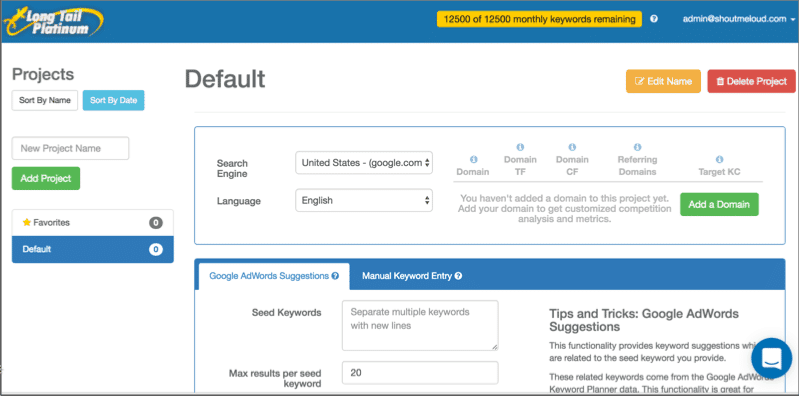 Long Tail
Platinum
12500 of 12500 monthly keywords remaining
admin@shoutmeloud.com
Projects
Sort By Name
Sort By Date
New Project Name
Add Project
Favorites
0
Default
0
Default
Edit Name
Delete Project
Search
Engine
United States - (google.com
Language
English
Domain
Domain
TF
Domain
CF
Referring
Domains
Target KC
You haven't added a domain to this project yet.
Add your domain to get customized competition
analysis and metrics.
Add a Domain
Google AdWords Suggestions
Manual Keyword Entry
Seed Keywords
Separate multiple keywords
with new lines
Max results per seed
keyword
20
Tips and Tricks: Google AdWords
Suggestions
This functionality provides keyword suggestions
are related to the seed keyword you provide.
These related keywords come from the Google
Keyword Planner data. This functionality is great for